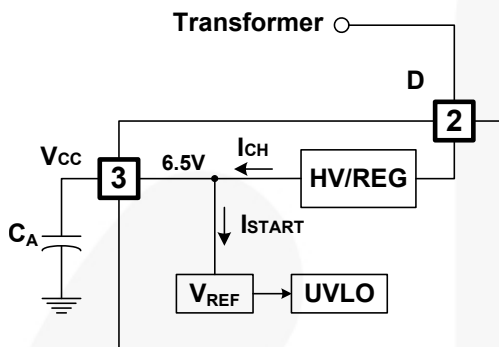 Transformer
D
2
VCC
3
6.5V
ICH
HV/REG
CA
ISTART
VREF
UVLO